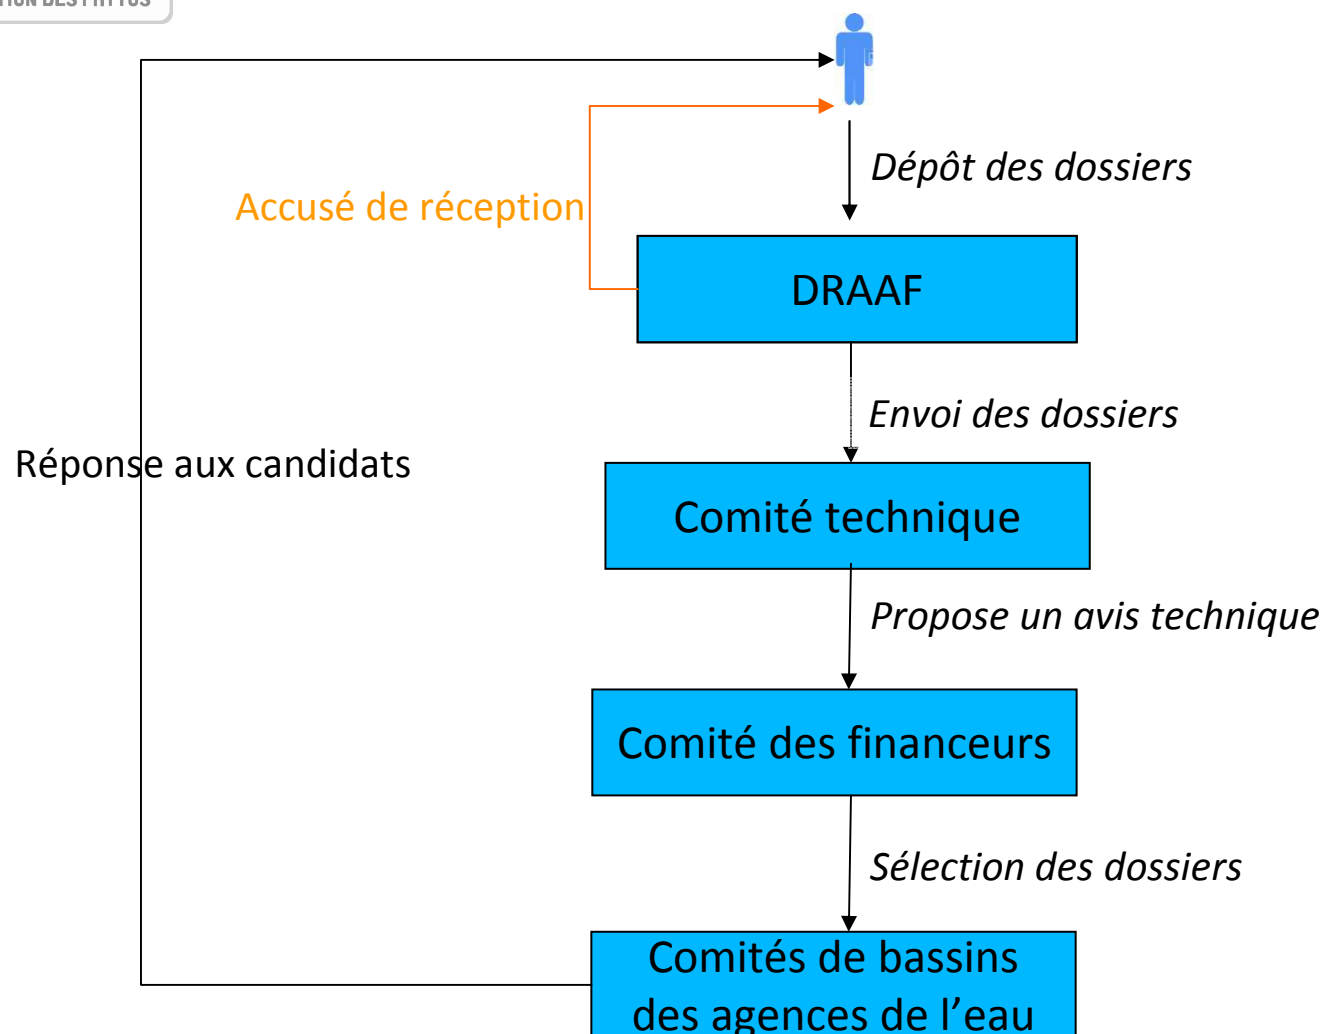 Dépôt des dossiers
Accusé de réception
DRAAF
Envoi des dossiers
Réponse aux candidats
Comité technique
Propose un avis technique
Comité des financeurs
Sélection des dossiers
Comités de bassins
des agences de l’eau